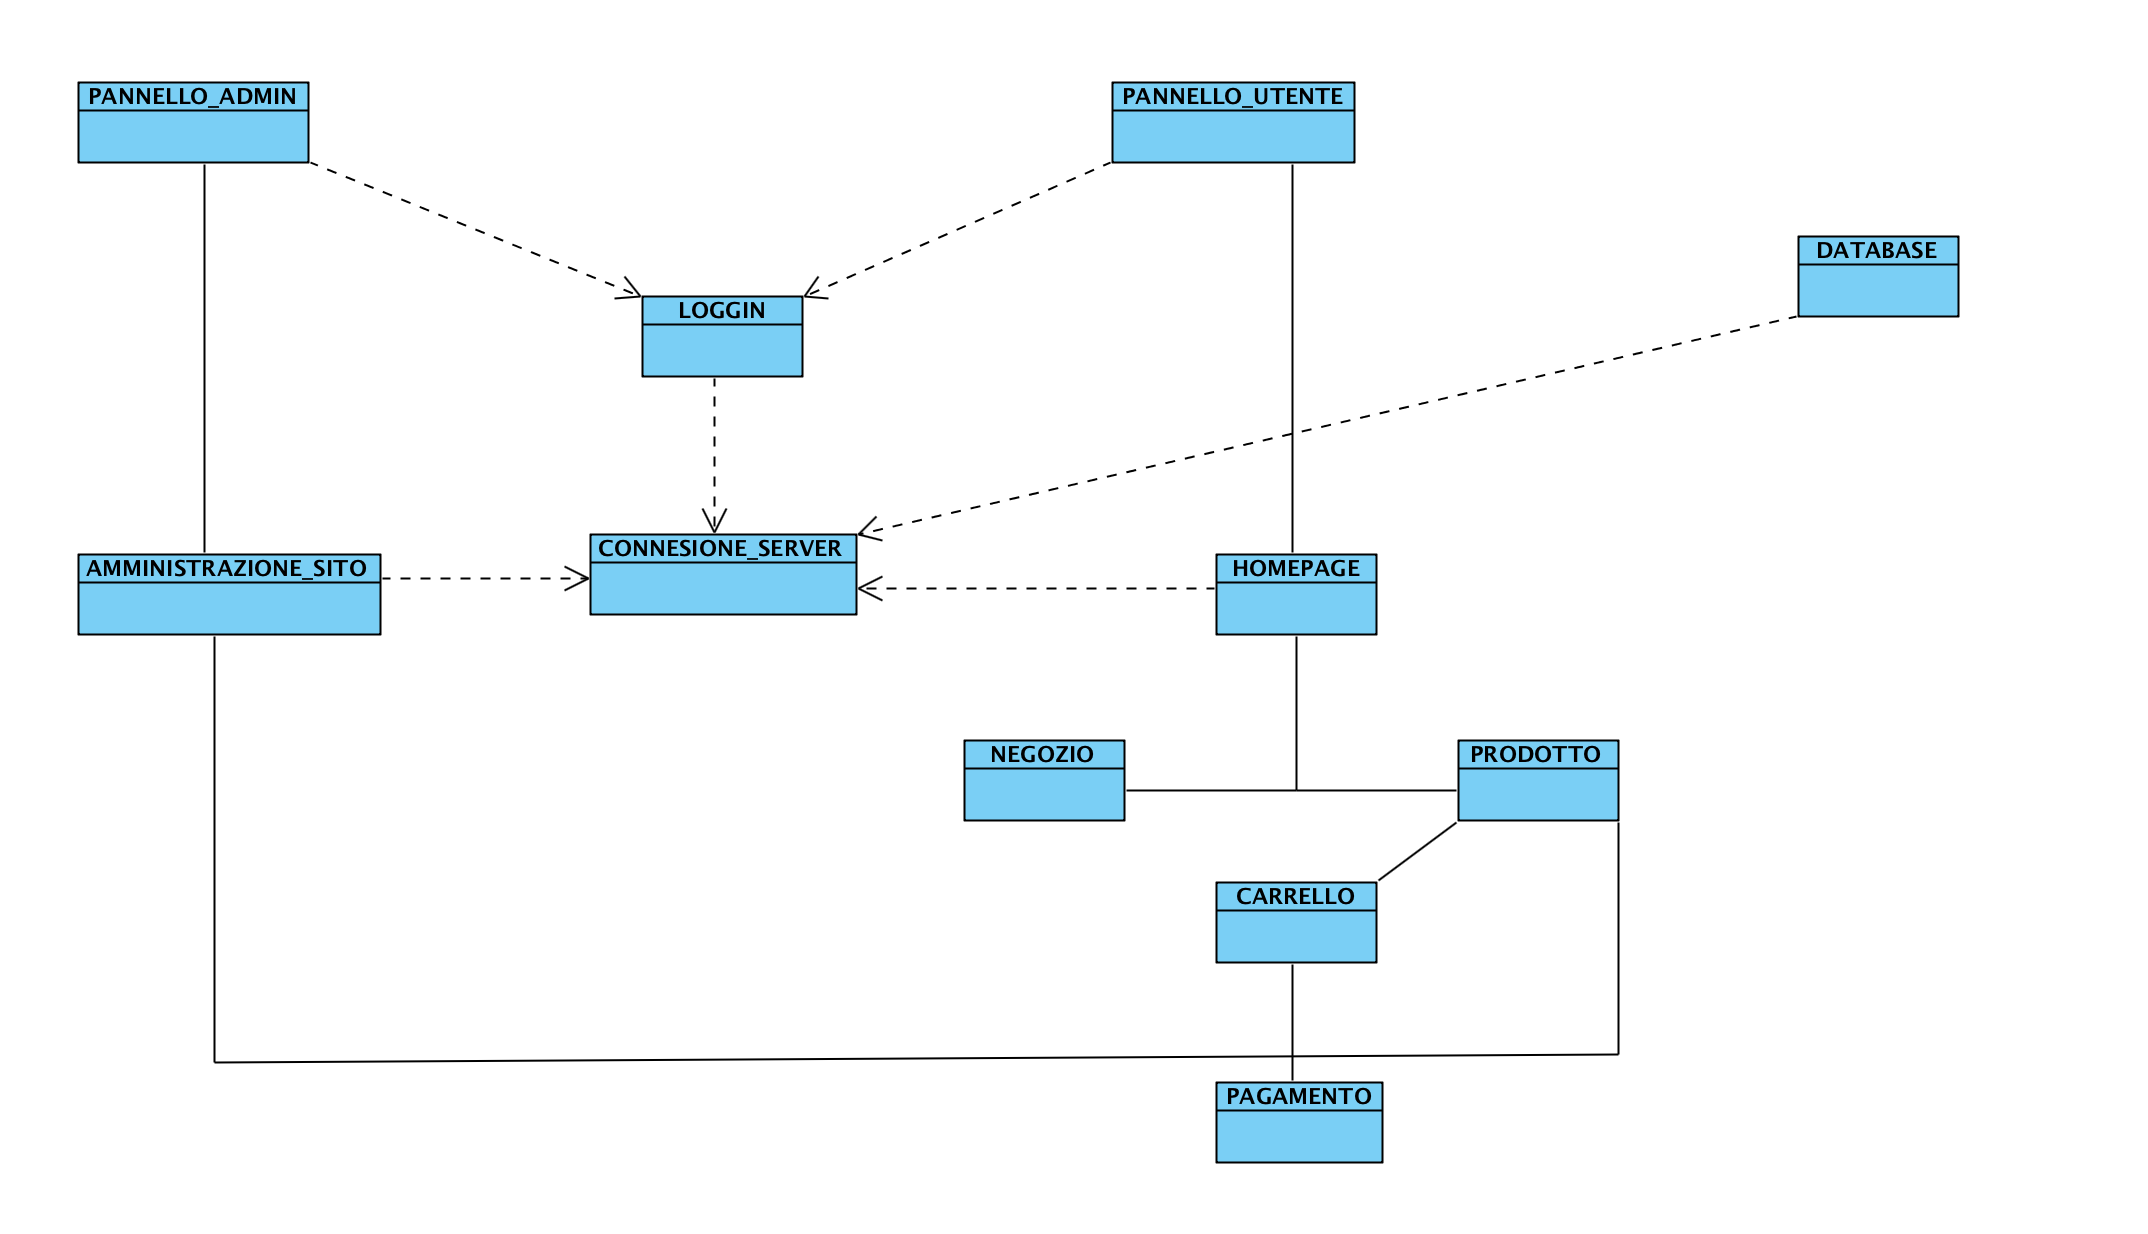 PANNELLO_ADMIN
PANNELLO_UTENTE
DATABASE
LOGGIN
CONNESIONE_SERVER
AMMINISTRAZIONE_SITO
HOMEPAGE
NEGOZIO
PRODOTTO
CARRELLO
PAGAMENTO